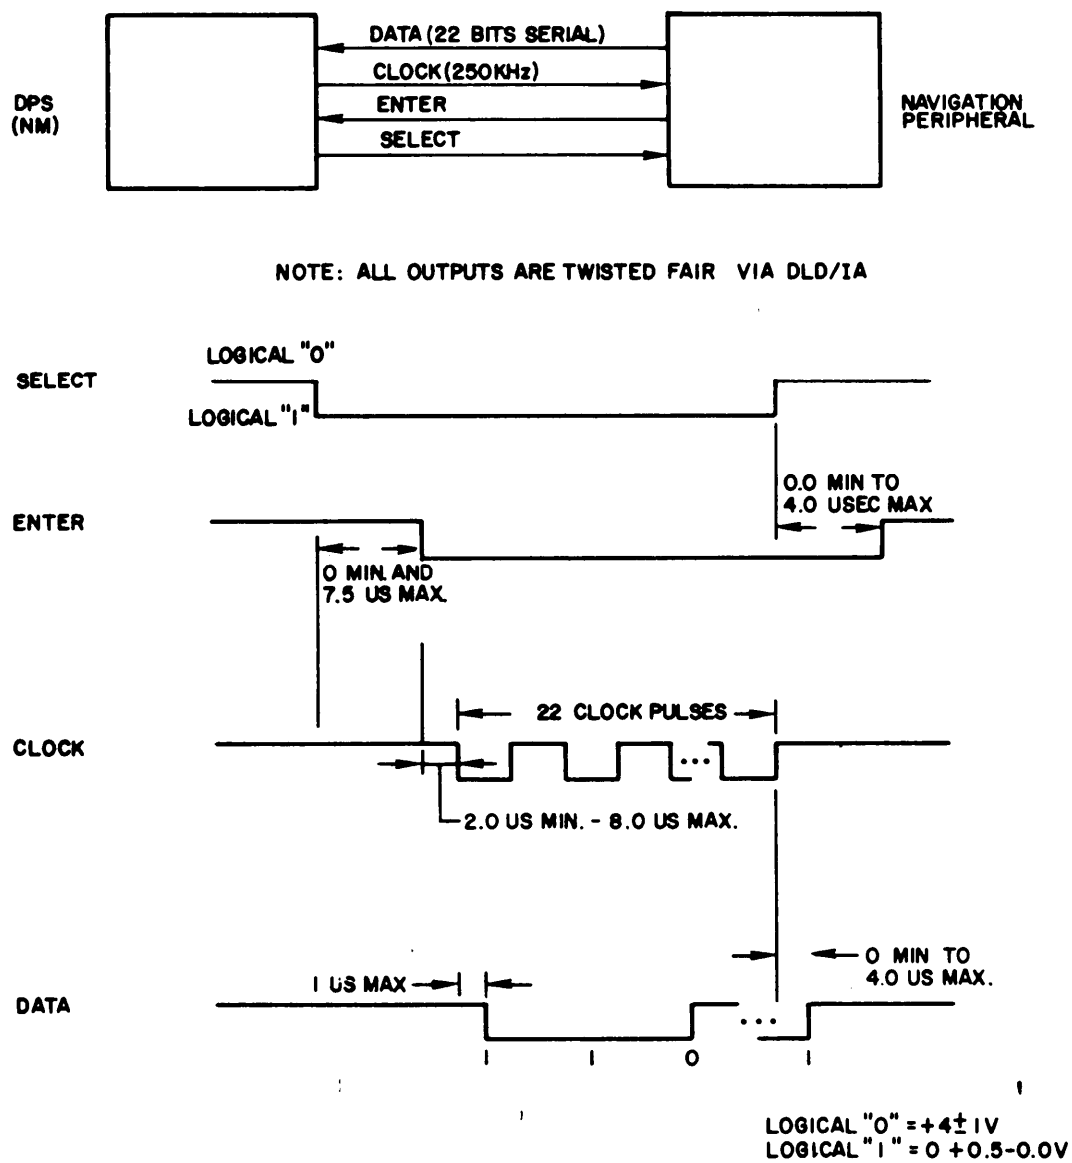 DATA (22 BITS SERIAL)
CLOCK (250KHz)
ENTER
SELECT
DPS
(NM)
NAVIGATION
PERIPHERAL
NOTE: ALL OUTPUTS ARE TWISTED FAIR VIA DLD/IA
SELECT
LOGICAL "0"
LOGICAL "1"
ENTER
0.0 MIN TO
4.0 USEC MAX
0 MIN. AND
7.5 US MAX.
CLOCK
22 CLOCK PULSES
...
2.0 US MIN. - 8.0 US MAX.
0 MIN TO
4.0 US MAX.
1 US MAX
DATA
...
1 1 0 1
LOGICAL "0" = +4 ± 1V
LOGICAL "1" = 0 +0.5-0.0V